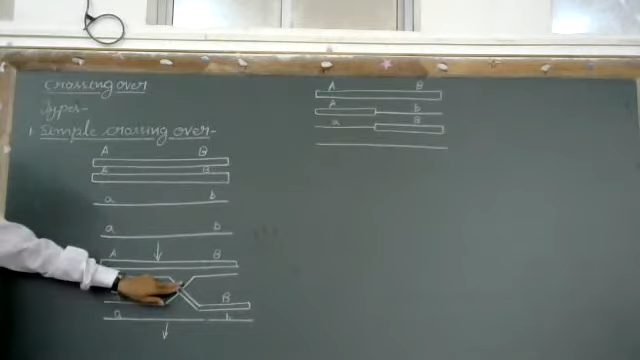 Crossing over
Types-
1. Simple crossing over-
A B
A B
a b
a b
A B
B
a b
A B
A b
a B